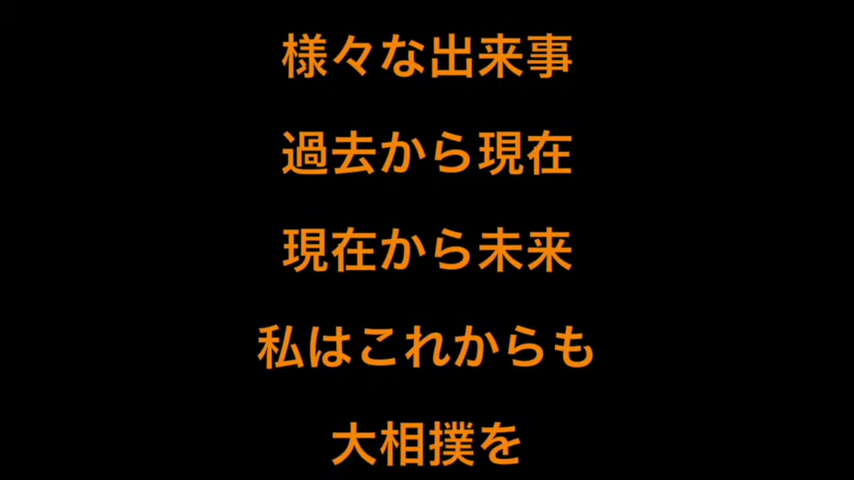 様々な出来事
過去から現在
現在から未来
私はこれからも
大相撲を